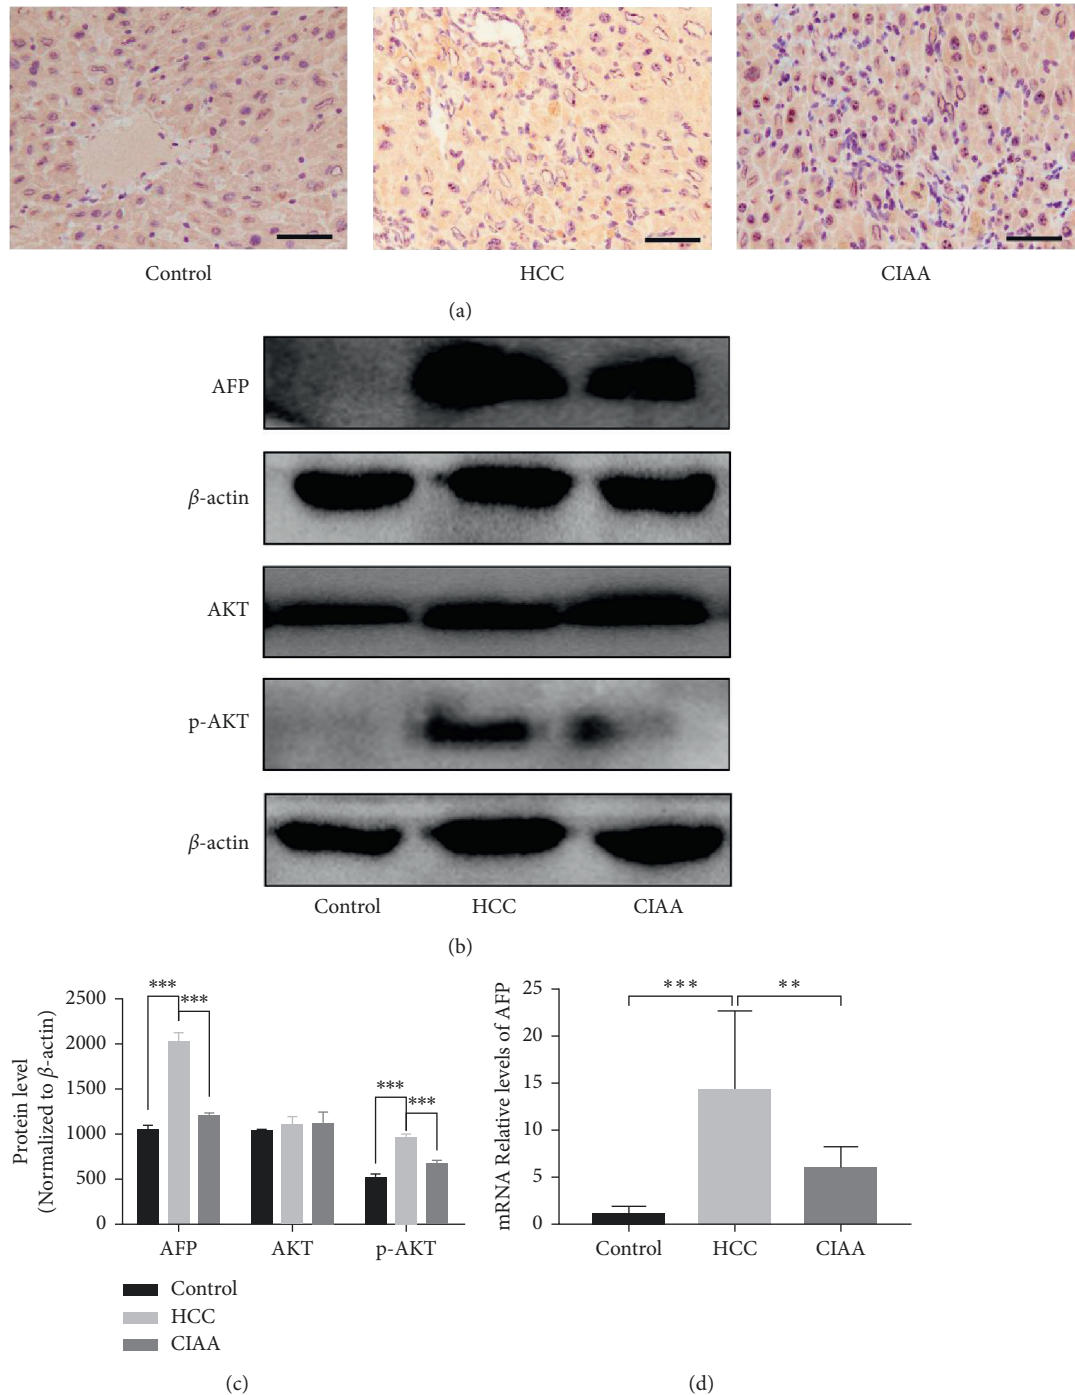 Control
HCC
CIAA
(a)
AFP
β-actin
AKT
p-AKT
β-actin
Control
HCC
CIAA
(b)
Protein level
(Normalized to β-actin)
2500
2000
1500
1000
500
0
***
***
***
***
AFP
AKT
p-AKT
Control
HCC
CIAA
(c)
mRNA Relative levels of AFP
25
20
15
10
5
0
***
**
Control
HCC
CIAA
(d)